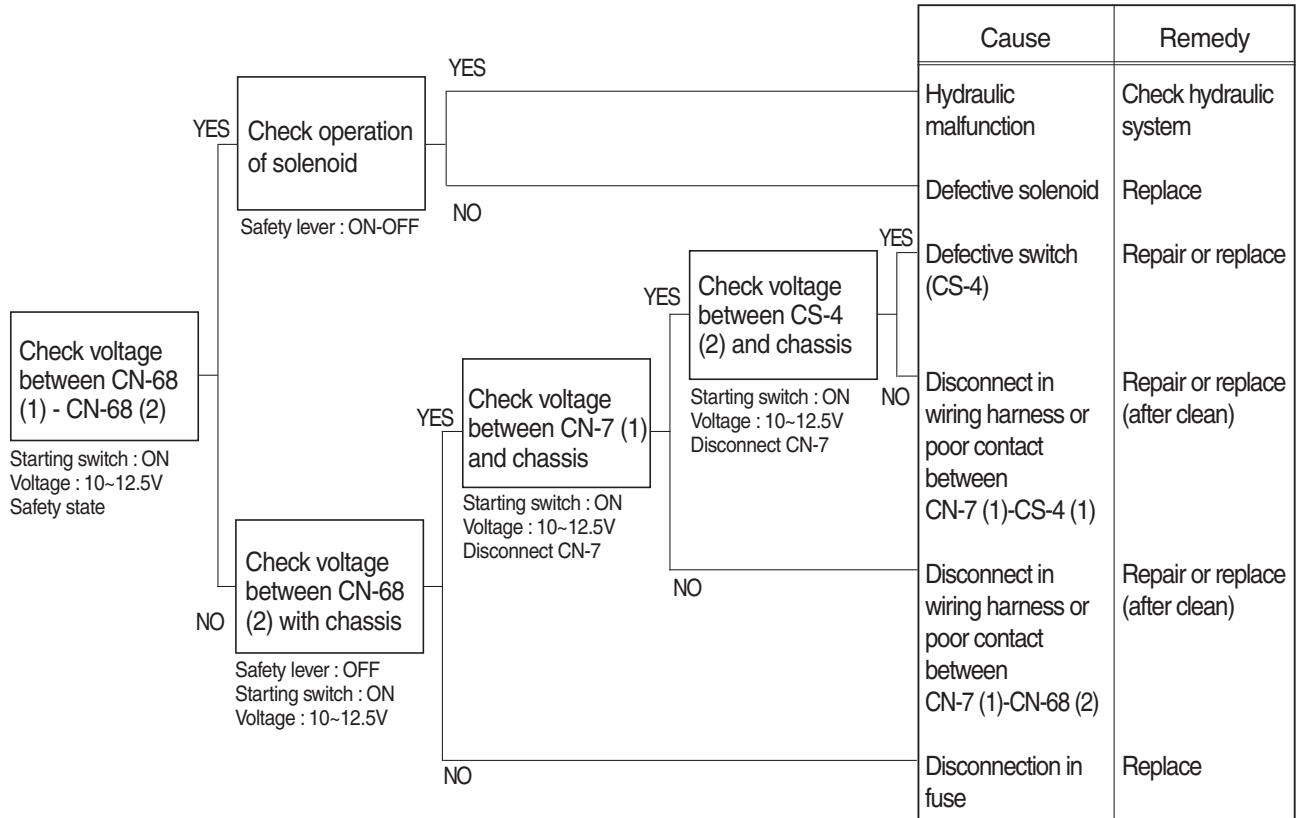 Cause
Remedy
YES
Hydraulic
malfunction
Check hydraulic
system
YES
Check operation
of solenoid
NO
Defective solenoid
Replace
Safety lever : ON-OFF
YES
Defective switch
(CS-4)
Repair or replace
YES
Check voltage
between CS-4
(2) and chassis
Starting switch : ON
Voltage : 10~12.5V
Disconnect CN-7
NO
Disconnect in
wiring harness or
poor contact
between
CN-7 (1)-CS-4 (1)
Repair or replace
(after clean)
Check voltage
between CN-68
(1) - CN-68 (2)
Starting switch : ON
Voltage : 10~12.5V
Safety state
YES
Check voltage
between CN-7 (1)
and chassis
Starting switch : ON
Voltage : 10~12.5V
Disconnect CN-7
NO
Disconnect in
wiring harness or
poor contact
between
CN-7 (1)-CN-68 (2)
Repair or replace
(after clean)
NO
Check voltage
between CN-68
(2) with chassis
Safety lever : OFF
Starting switch : ON
Voltage : 10~12.5V
NO
Disconnection in
fuse
Replace